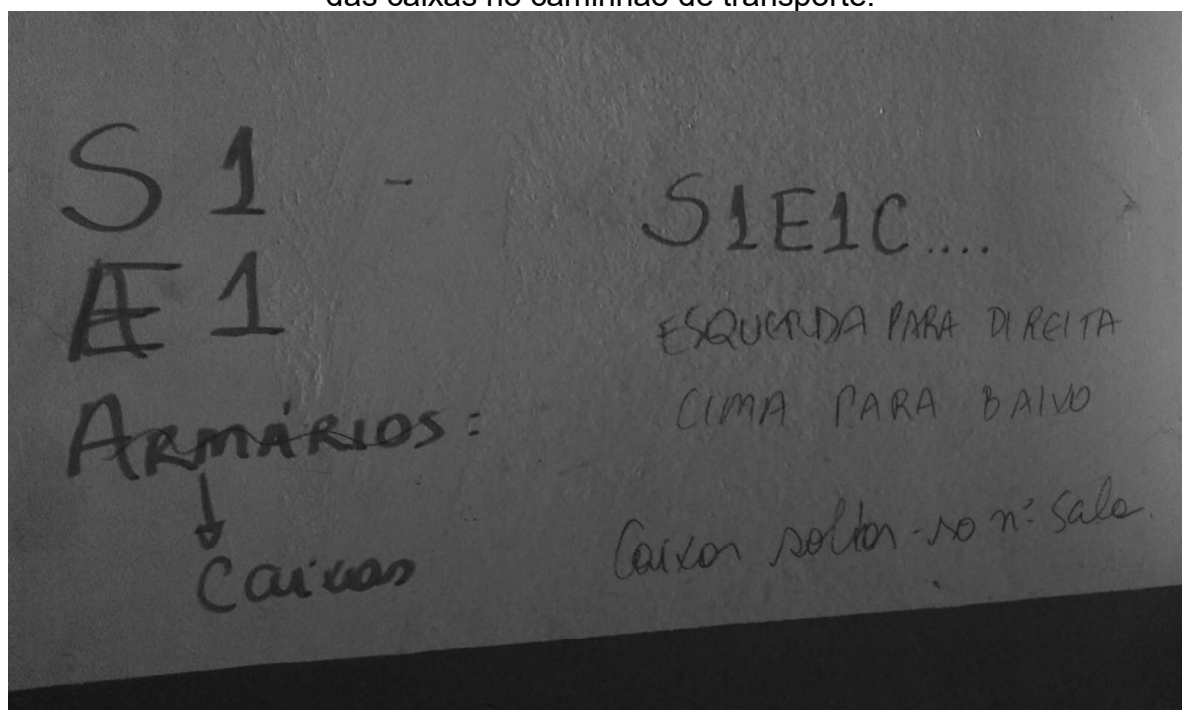 das caixas no caminhão de transporte.
S1 -
E1
ARMÁRIOS:
↓
Caixas
S1E1C....
ESQUERDA PARA DIREITA
CIMA PARA BAIXO
Caixas soltas - so nº sala.